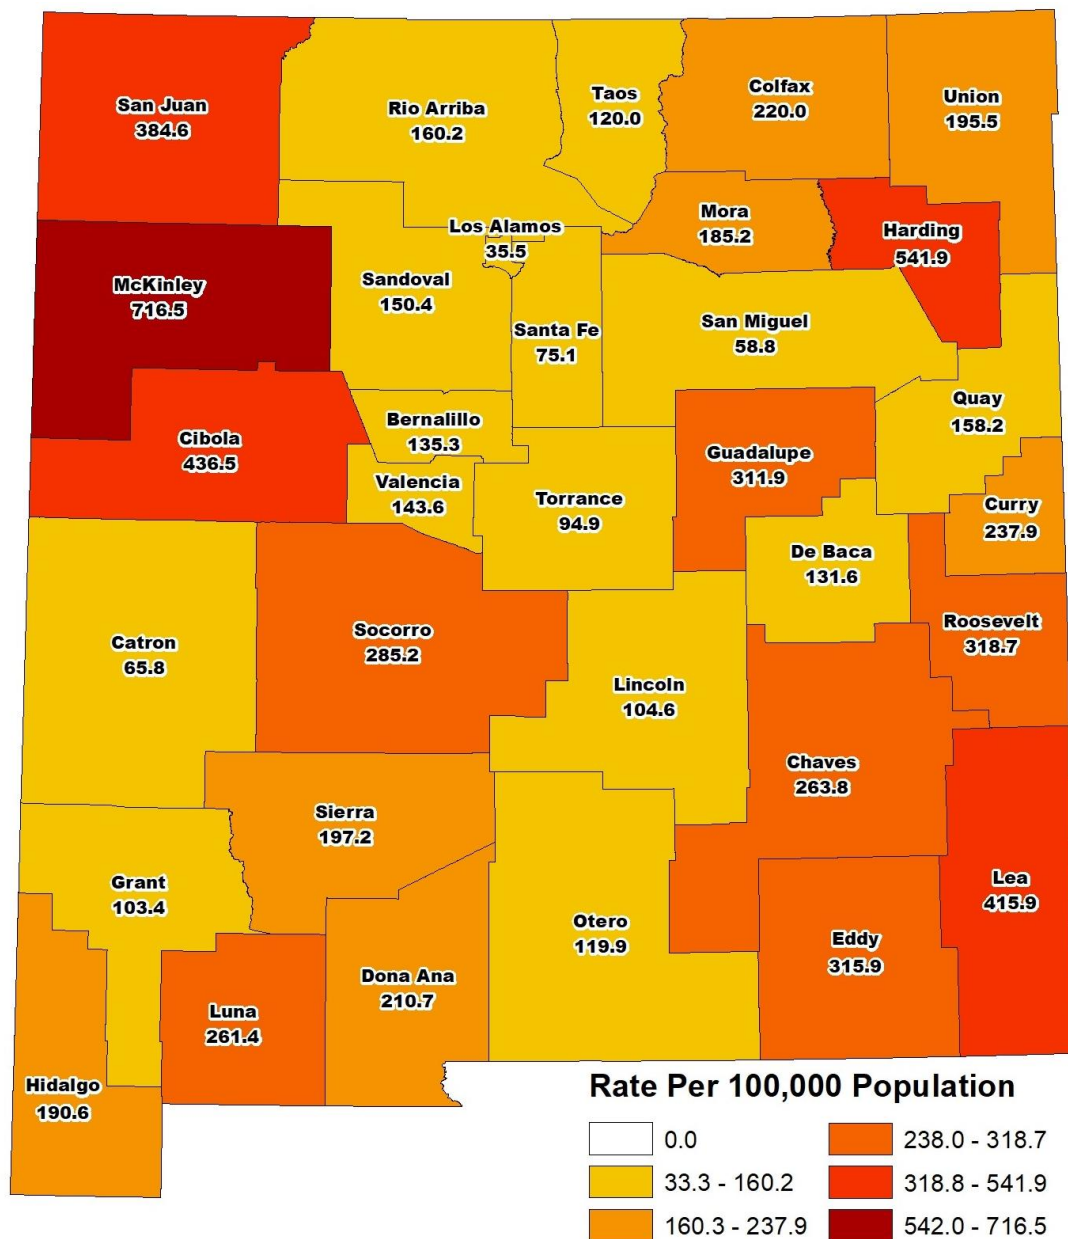 San Juan
384.6
Rio Arriba
160.2
Taos
120.0
Colfax
220.0
Union
195.5
Mora
185.2
Harding
541.9
Los Alamos
35.5
McKinley
716.5
Sandoval
150.4
Santa Fe
75.1
San Miguel
58.8
Quay
158.2
Bernalillo
135.3
Cibola
436.5
Guadalupe
311.9
Valencia
143.6
Torrance
94.9
Curry
237.9
De Baca
131.6
Catron
65.8
Socorro
285.2
Roosevelt
318.7
Lincoln
104.6
Chaves
263.8
Sierra
197.2
Grant
103.4
Lea
415.9
Otero
119.9
Eddy
315.9
Dona Ana
210.7
Luna
261.4
Hidalgo
190.6
Rate Per 100,000 Population
0.0
33.3 - 160.2
160.3 - 237.9
238.0 - 318.7
318.8 - 541.9
542.0 - 716.5